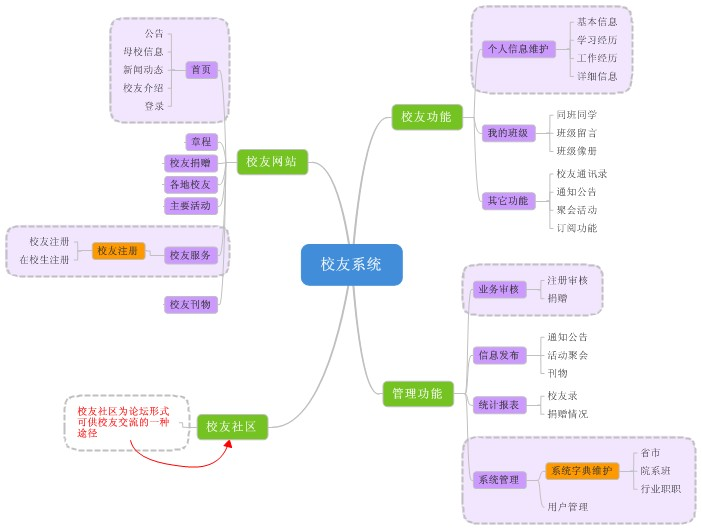 校友系统
校友网站
首页
公告
母校信息
新闻动态
校友介绍
登录
章程
校友捐赠
各地校友
主要活动
校友服务
校友注册
校友注册
在校生注册
校友刊物
校友社区
校友社区为论坛形式
可供校友交流的一种
途径
校友功能
个人信息维护
基本信息
学习经历
工作经历
详细信息
我的班级
同班同学
班级留言
班级像册
其它功能
校友通讯录
通知公告
聚会活动
订阅功能
管理功能
业务审核
注册审核
捐赠
信息发布
通知公告
活动聚会
刊物
统计报表
校友录
捐赠情况
系统管理
系统字典维护
省市
院系班
行业职职
用户管理